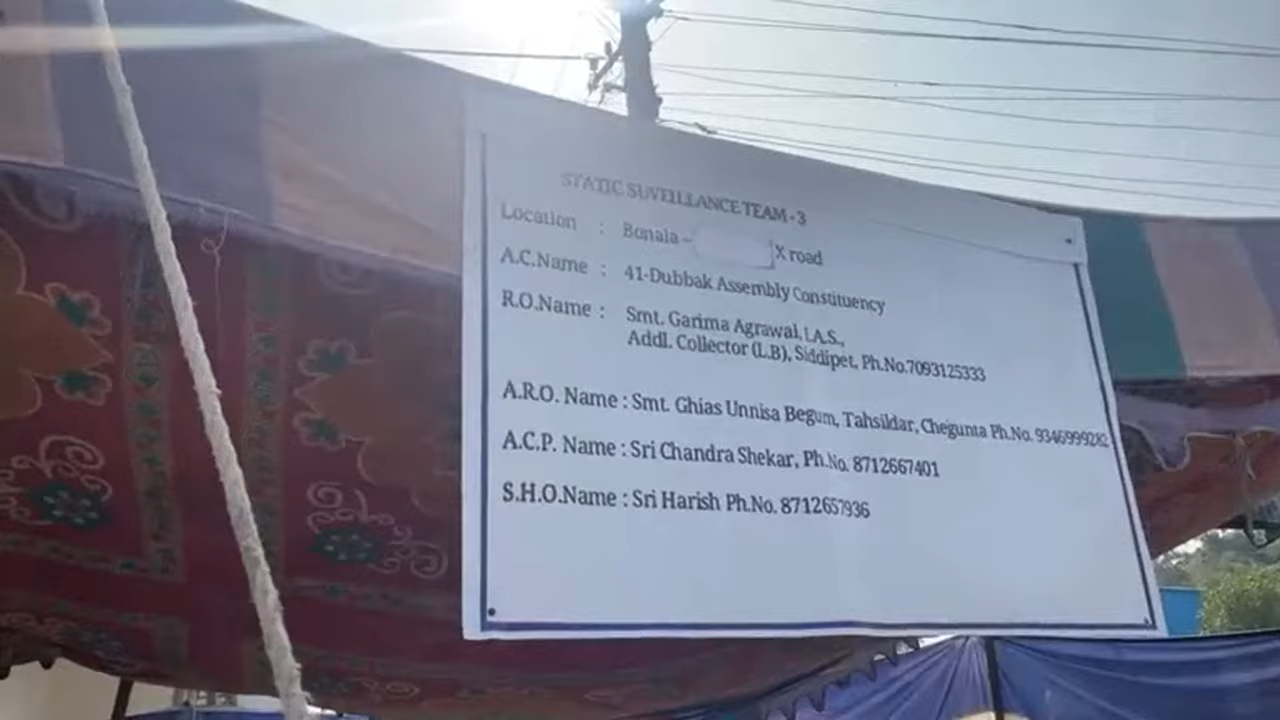 STATIC SUVEILLANCE TEAM - 3
Location : Bonala - X road
A.C.Name : 41-Dubbak Assembly Constituency
R.O.Name : Smt. Garima Agrawal, I.A.S.,
Addl. Collector (L.B), Siddipet, Ph.No.7093125333
A.R.O. Name : Smt. Ghias Unnisa Begum, Tahsildar, Chegunta Ph.No. 9346999282
A.C.P. Name : Sri Chandra Shekar, Ph.No. 8712667401
S.H.O.Name : Sri Harish Ph.No. 8712657936